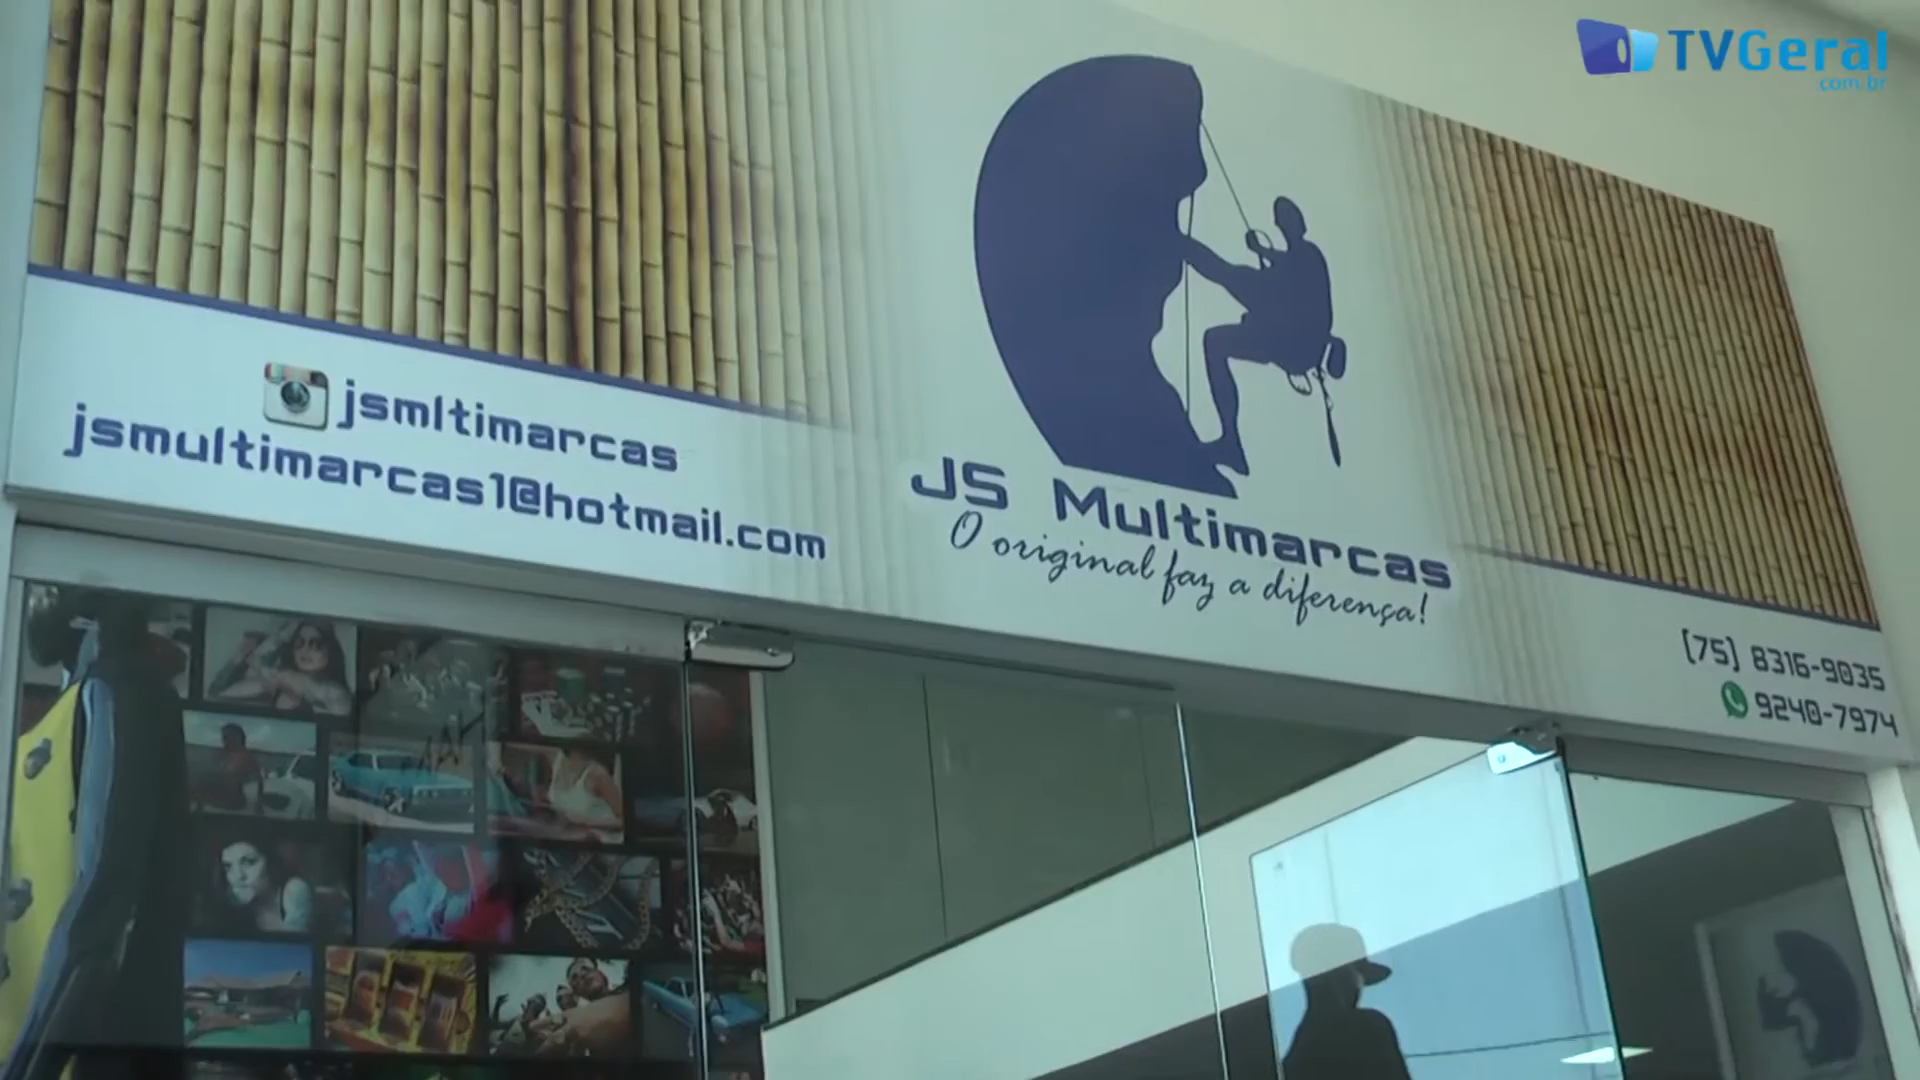 TVGeral
.com.br
jsmltimarcas
jsmultimarcas1@hotmail.com
JS Multimarcas
O original faz a diferença!
(75) 8316-9035
9240-7974